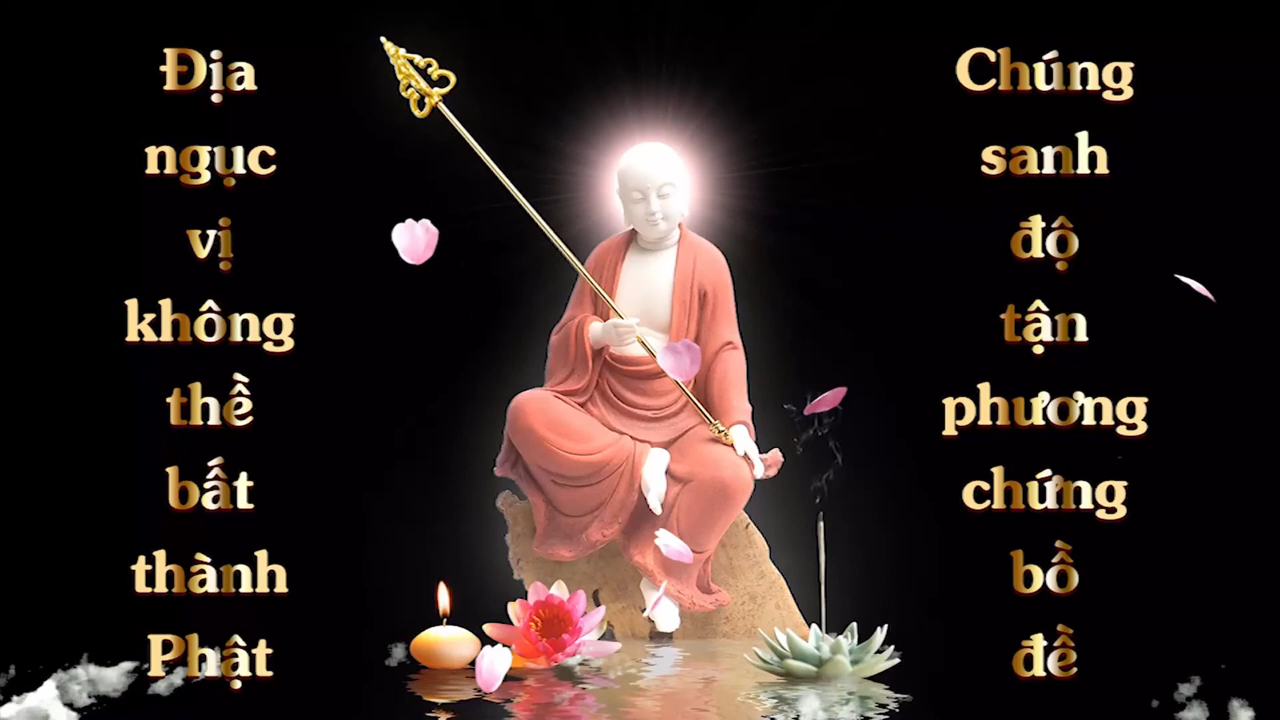 Địa
ngục
vị
không
thề
bất
thành
Phật
Chúng
sanh
độ
tận
phương
chứng
bồ
đề